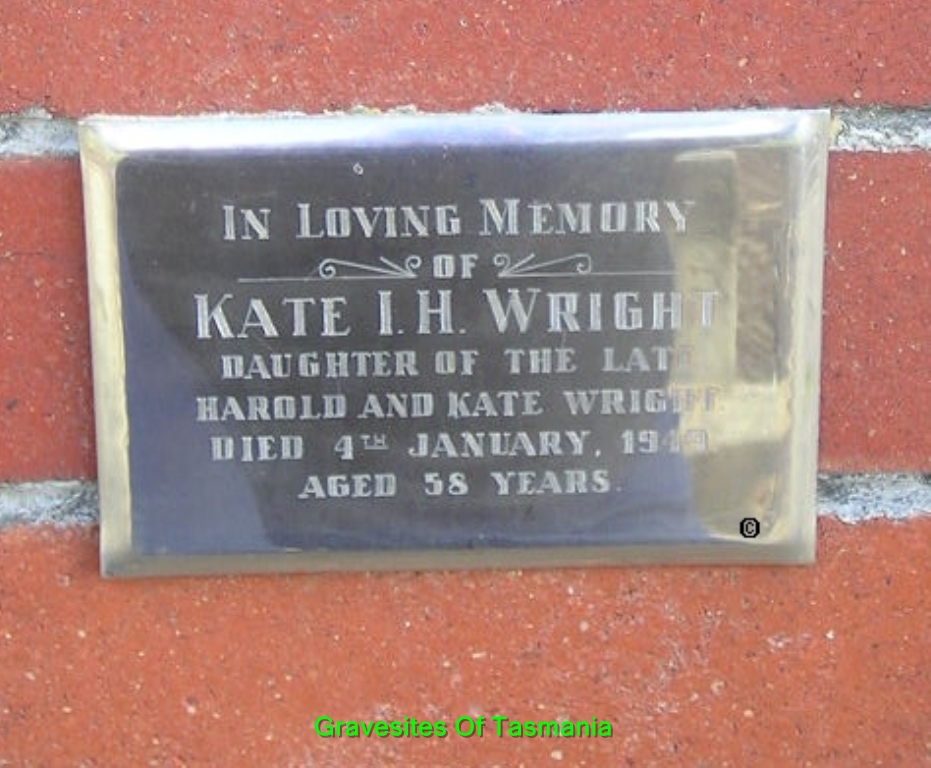 IN LOVING MEMORY
OF
KATE I. H. WRIGHT
DAUGHTER OF THE LATE
HAROLD AND KATE WRIGHT.
DIED 4TH JANUARY,
AGED 58 YEARS.
©
Gravesites Of Tasmania